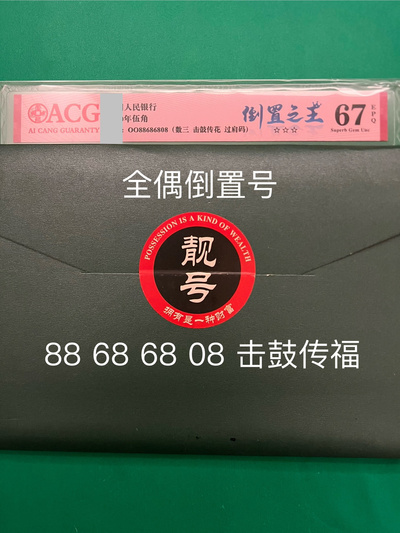 ACG
AI CANG GUARANTY
人民银行
年伍角
OO88686808（数三 击鼓传花 过肩码）
倒置之王
☆☆☆
67
EPQ
Superb Gem Unc
全偶倒置号
POSSESSION IS A KIND OF WEALTH
靓号
拥有是一种财富
88 68 68 08 击鼓传福